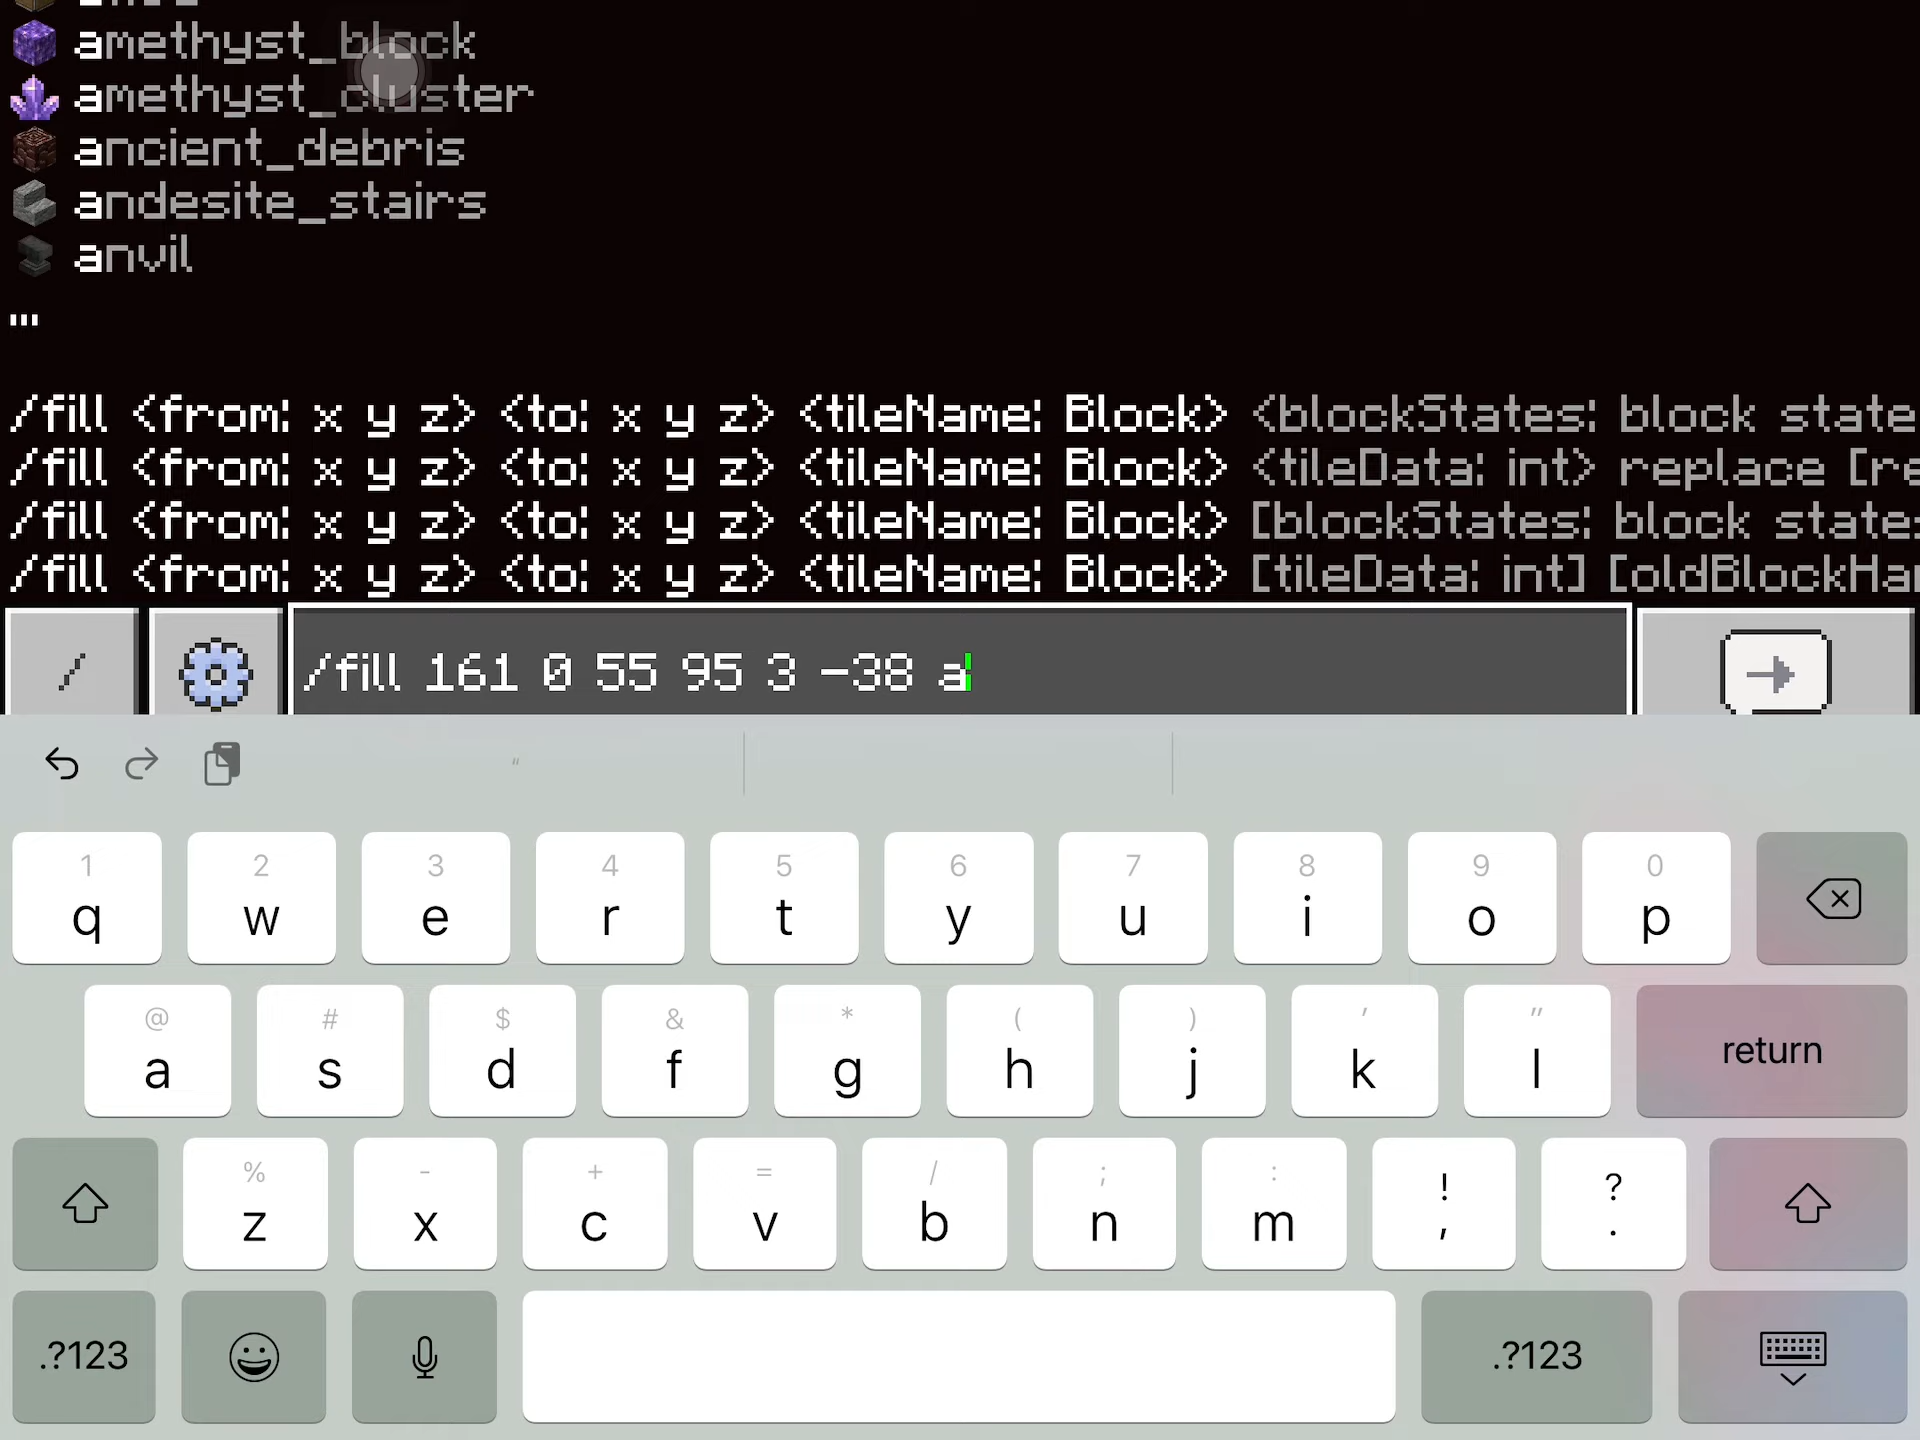 amethyst_block
amethyst_cluster
ancient_debris
andesite_stairs
anvil
...
/fill <from: x y z> <to: x y z> <tileName: Block> <blockStates: block state
/fill <from: x y z> <to: x y z> <tileName: Block> <tileData: int> replace [re
/fill <from: x y z> <to: x y z> <tileName: Block> [blockStates: block states
/fill <from: x y z> <to: x y z> <tileName: Block> [tileData: int] [oldBlockHan
/ /fill 161 0 55 95 3 -38 a
“
1 2 3 4 5 6 7 8 9 0
q w e r t y u i o p
@ # $ & * ( ) ' "
a s d f g h j k l return
% - + = / ; : ! ?
z x c v b n m , .
.?123 .?123